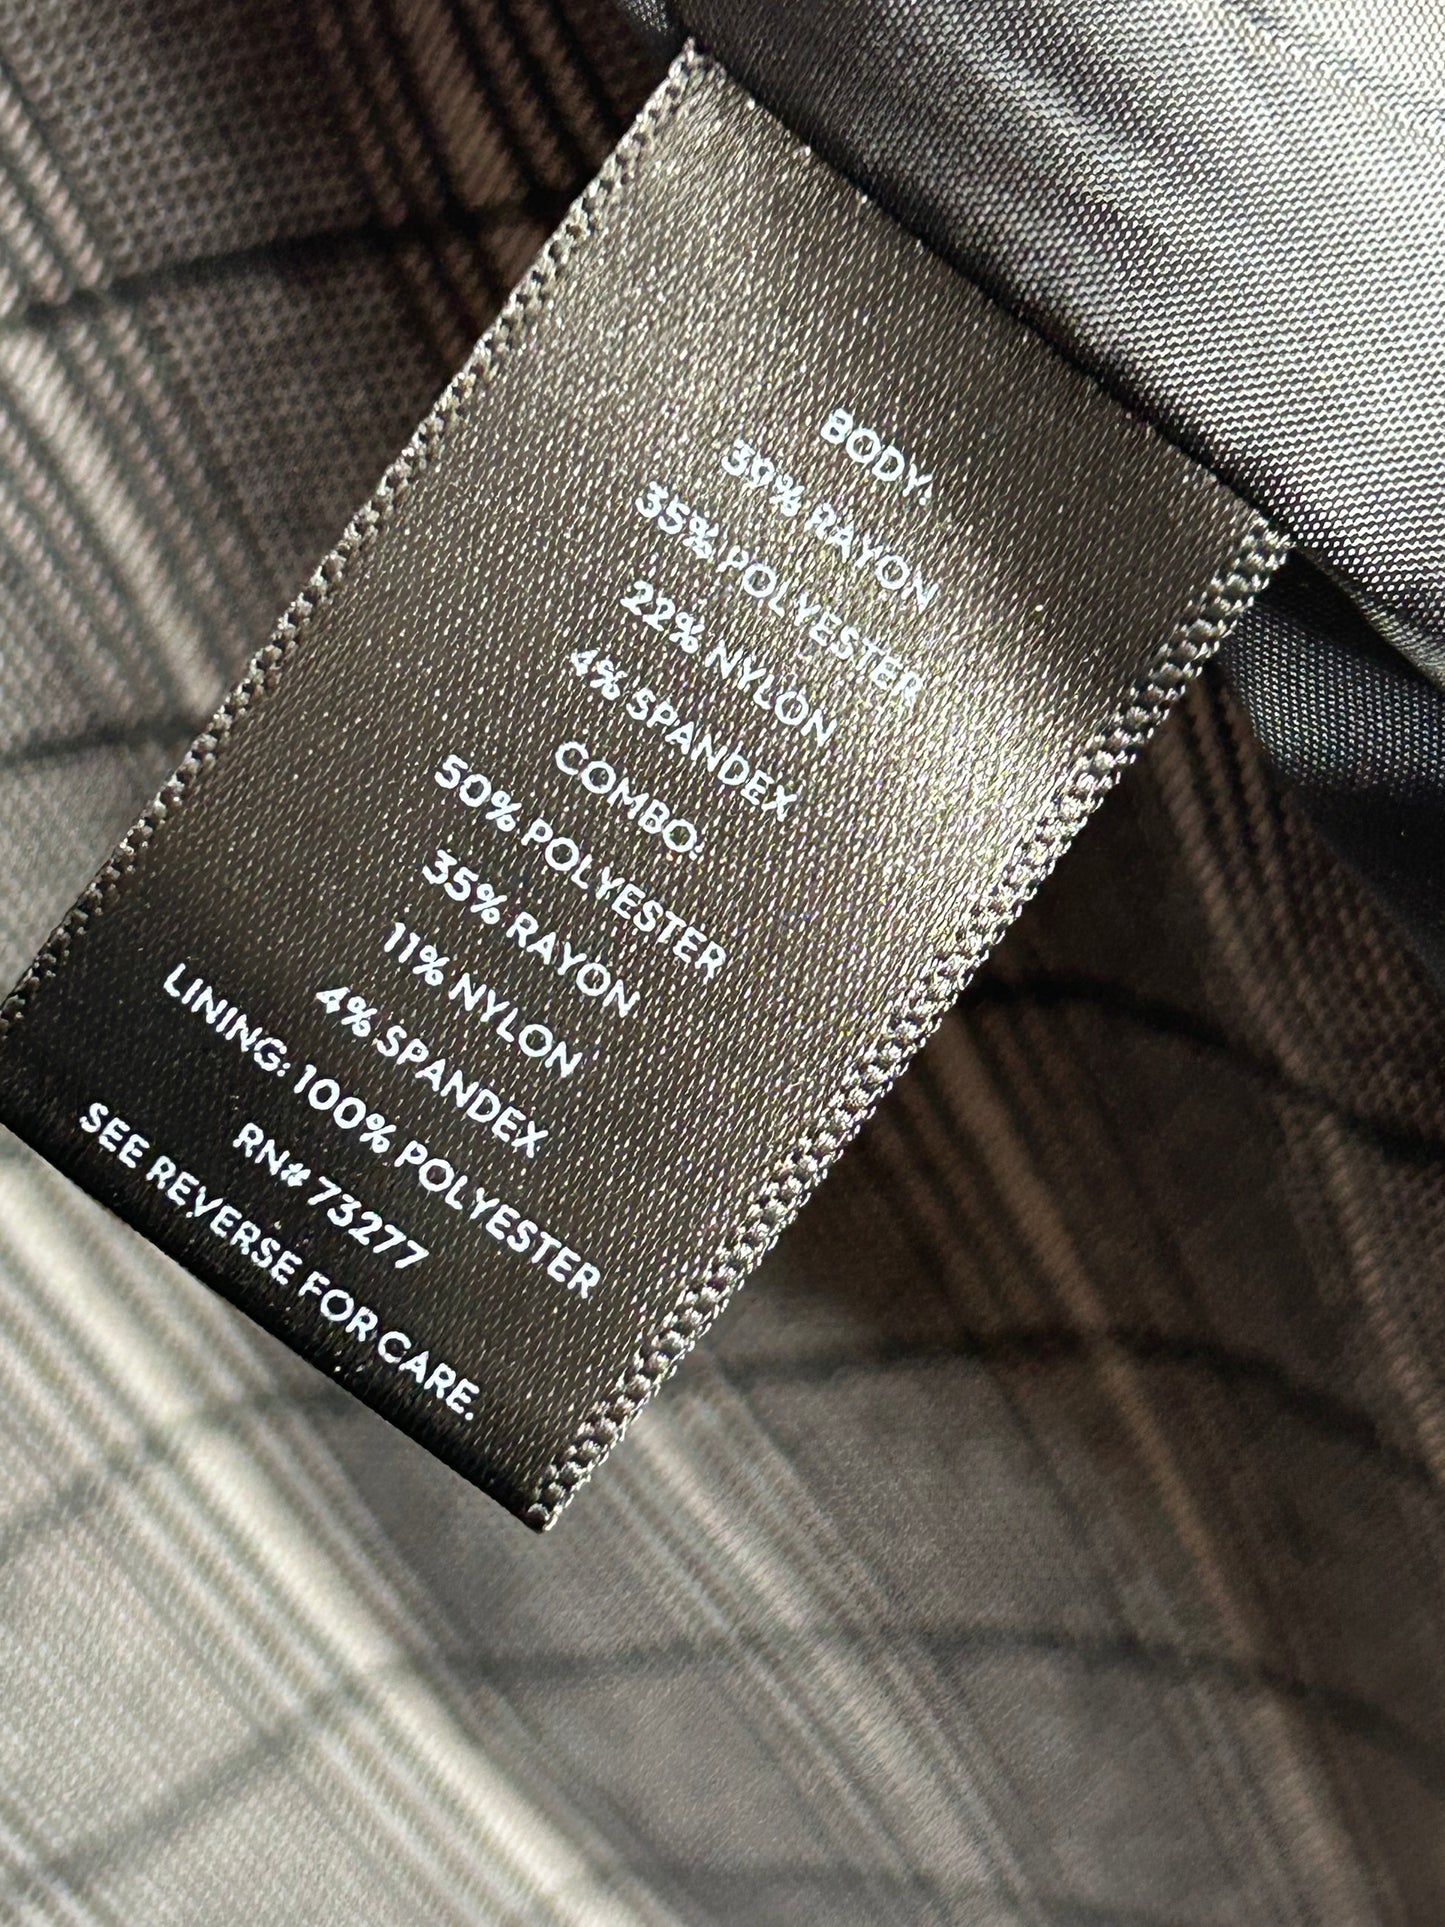 BODY:
39% RAYON
35% POLYESTER
22% NYLON
4% SPANDEX
COMBO:
50% POLYESTER
35% RAYON
11% NYLON
4% SPANDEX
LINING: 100% POLYESTER
RN# 73277
SEE REVERSE FOR CARE.